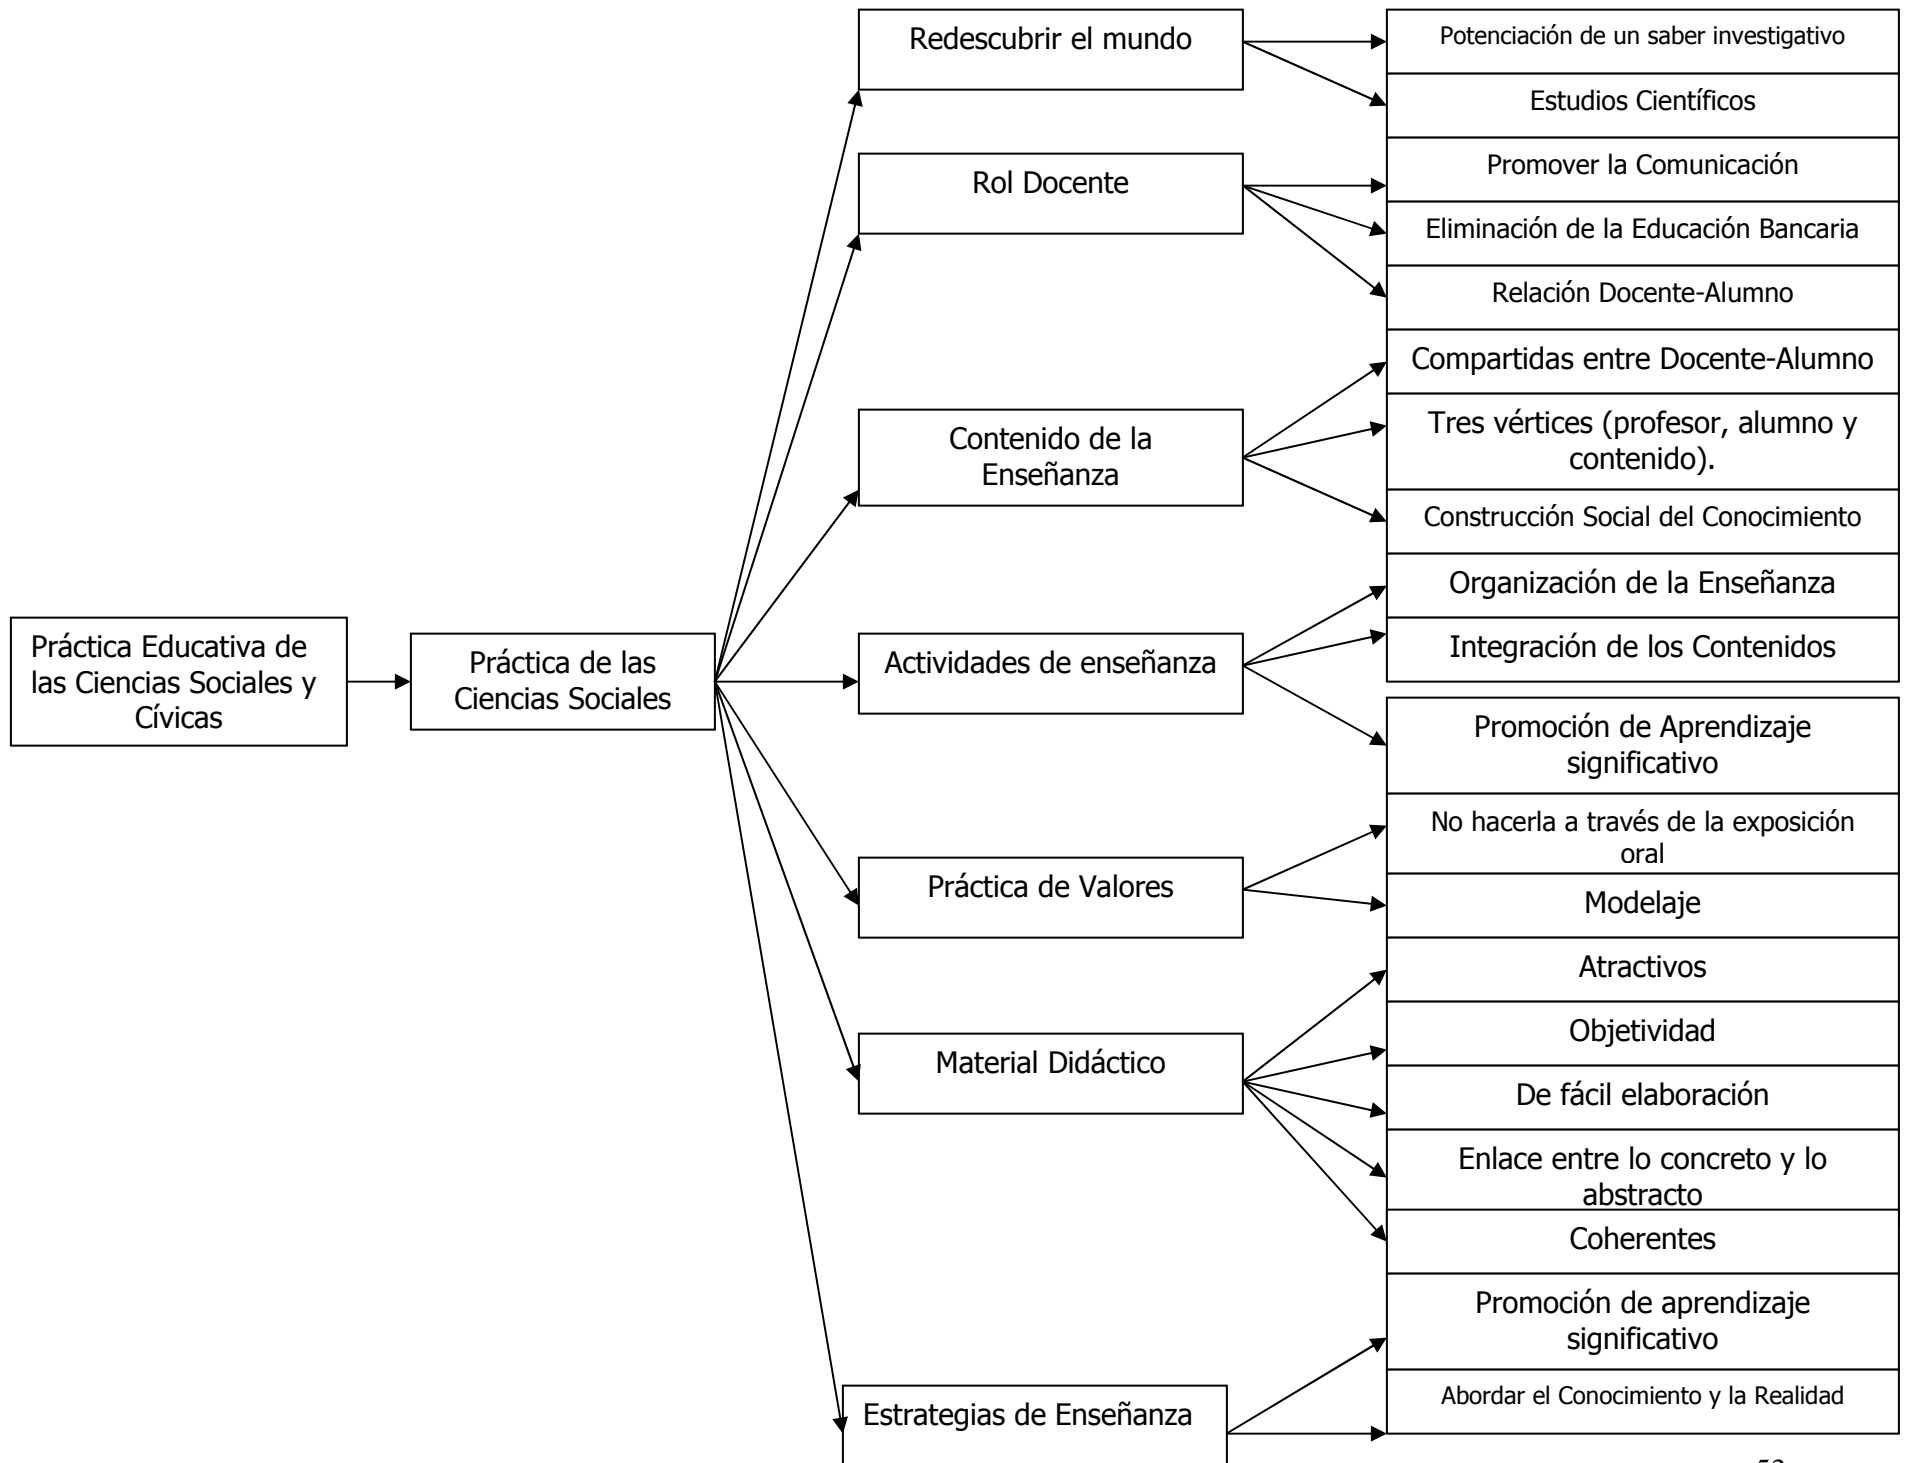 Redescubrir el mundo
Potenciación de un saber investigativo
Estudios Científicos
Rol Docente
Promover la Comunicación
Eliminación de la Educación Bancaria
Relación Docente-Alumno
Contenido de la
Enseñanza
Compartidas entre Docente-Alumno
Tres vértices (profesor, alumno y
contenido).
Construcción Social del Conocimiento
Práctica Educativa de
las Ciencias Sociales y
Cívicas
Práctica de las
Ciencias Sociales
Actividades de enseñanza
Organización de la Enseñanza
Integración de los Contenidos
Promoción de Aprendizaje
significativo
Práctica de Valores
No hacerla a través de la exposición
oral
Modelaje
Material Didáctico
Atractivos
Objetividad
De fácil elaboración
Enlace entre lo concreto y lo
abstracto
Coherentes
Estrategias de Enseñanza
Promoción de aprendizaje
significativo
Abordar el Conocimiento y la Realidad